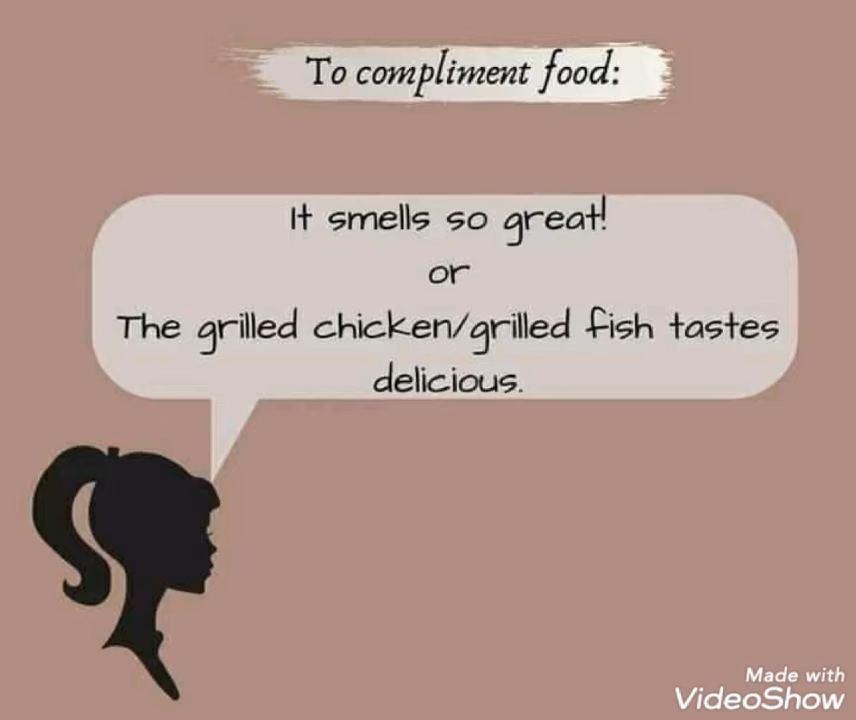 To compliment food:
It smells so great!
or
The grilled chicken/grilled fish tastes
delicious.
Made with
VideoShow